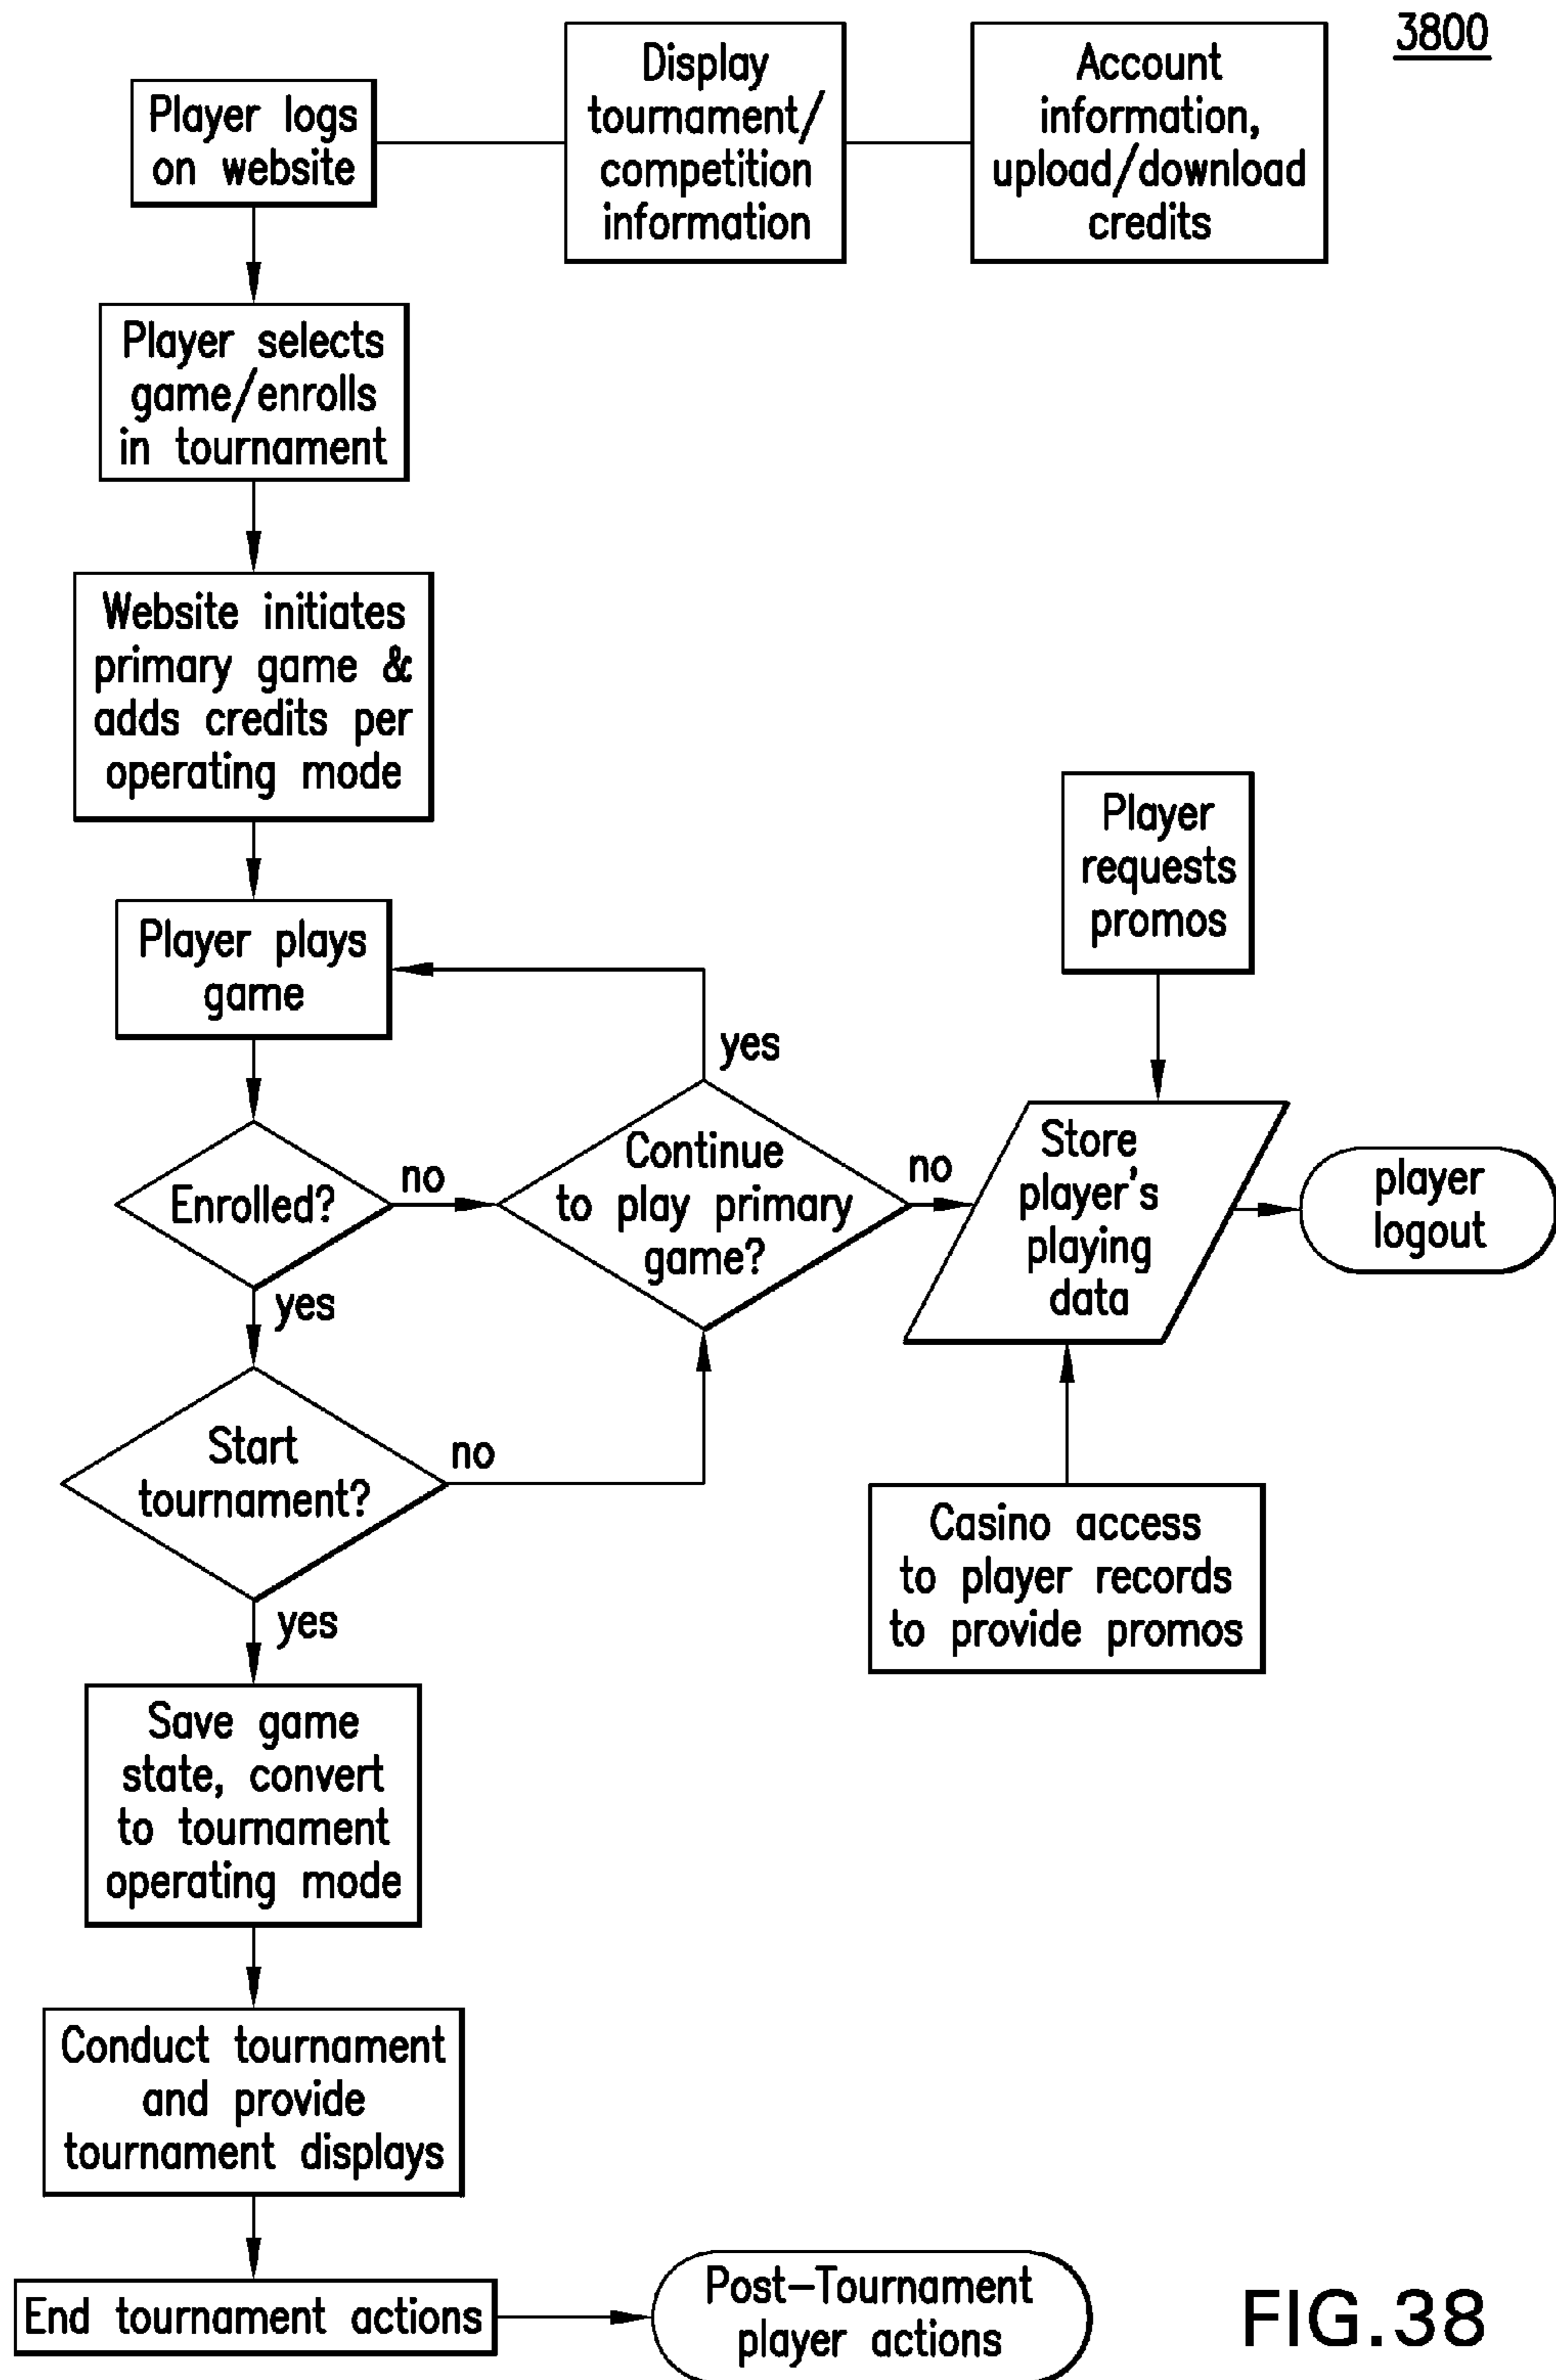 3800
Player logs
on website
Display
tournament/
competition
information
Account
information,
upload/download
credits
Player selects
game/enrolls
in tournament
Website initiates
primary game &
adds credits per
operating mode
Player plays
game
Player
requests
promos
yes
Enrolled?
no
Continue
to play primary
game?
no
Store
player's
playing
data
player
logout
yes
Start
tournament?
no
Casino access
to player records
to provide promos
yes
Save game
state, convert
to tournament
operating mode
Conduct tournament
and provide
tournament displays
End tournament actions
Post-Tournament
player actions
FIG.38